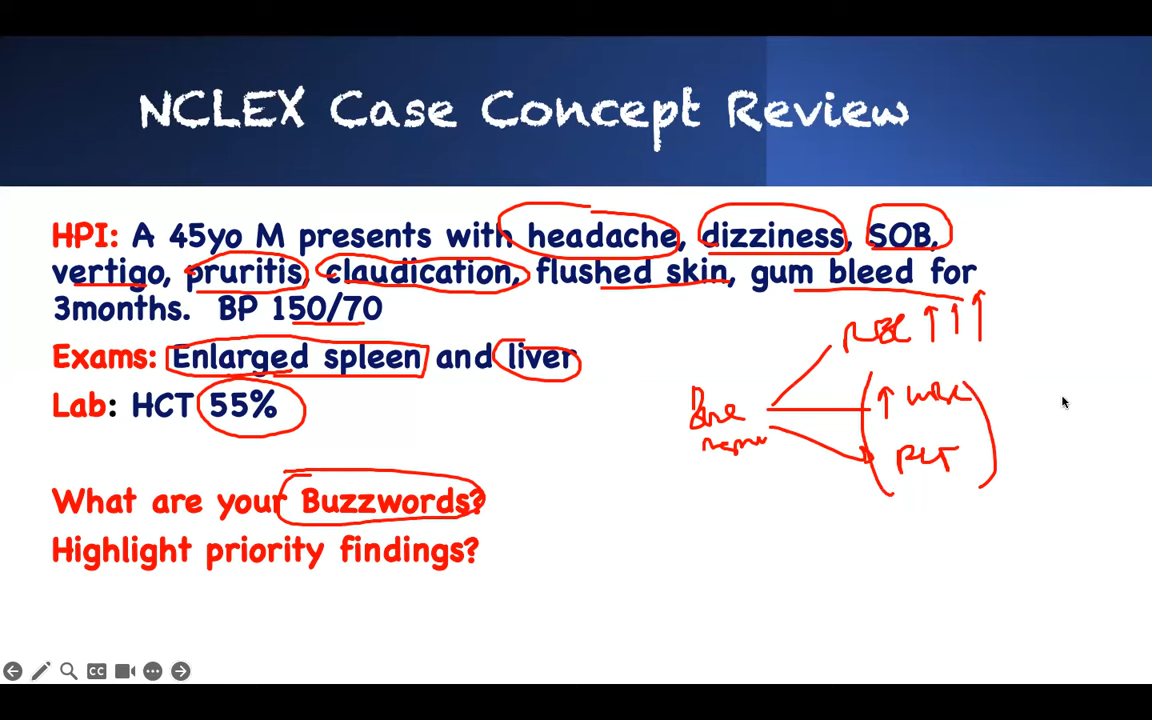 NCLEX Case Concept Review
HPI: A 45yo M presents with headache, dizziness, SOB,
vertigo, pruritis, claudication, flushed skin, gum bleed for
3months. BP 150/70
RBC ↑ ↑ ↑
Exams: Enlarged spleen and liver
↑ WBC
Lab: HCT 55%
Bone
PLT
What are your Buzzwords?
Highlight priority findings?
CC